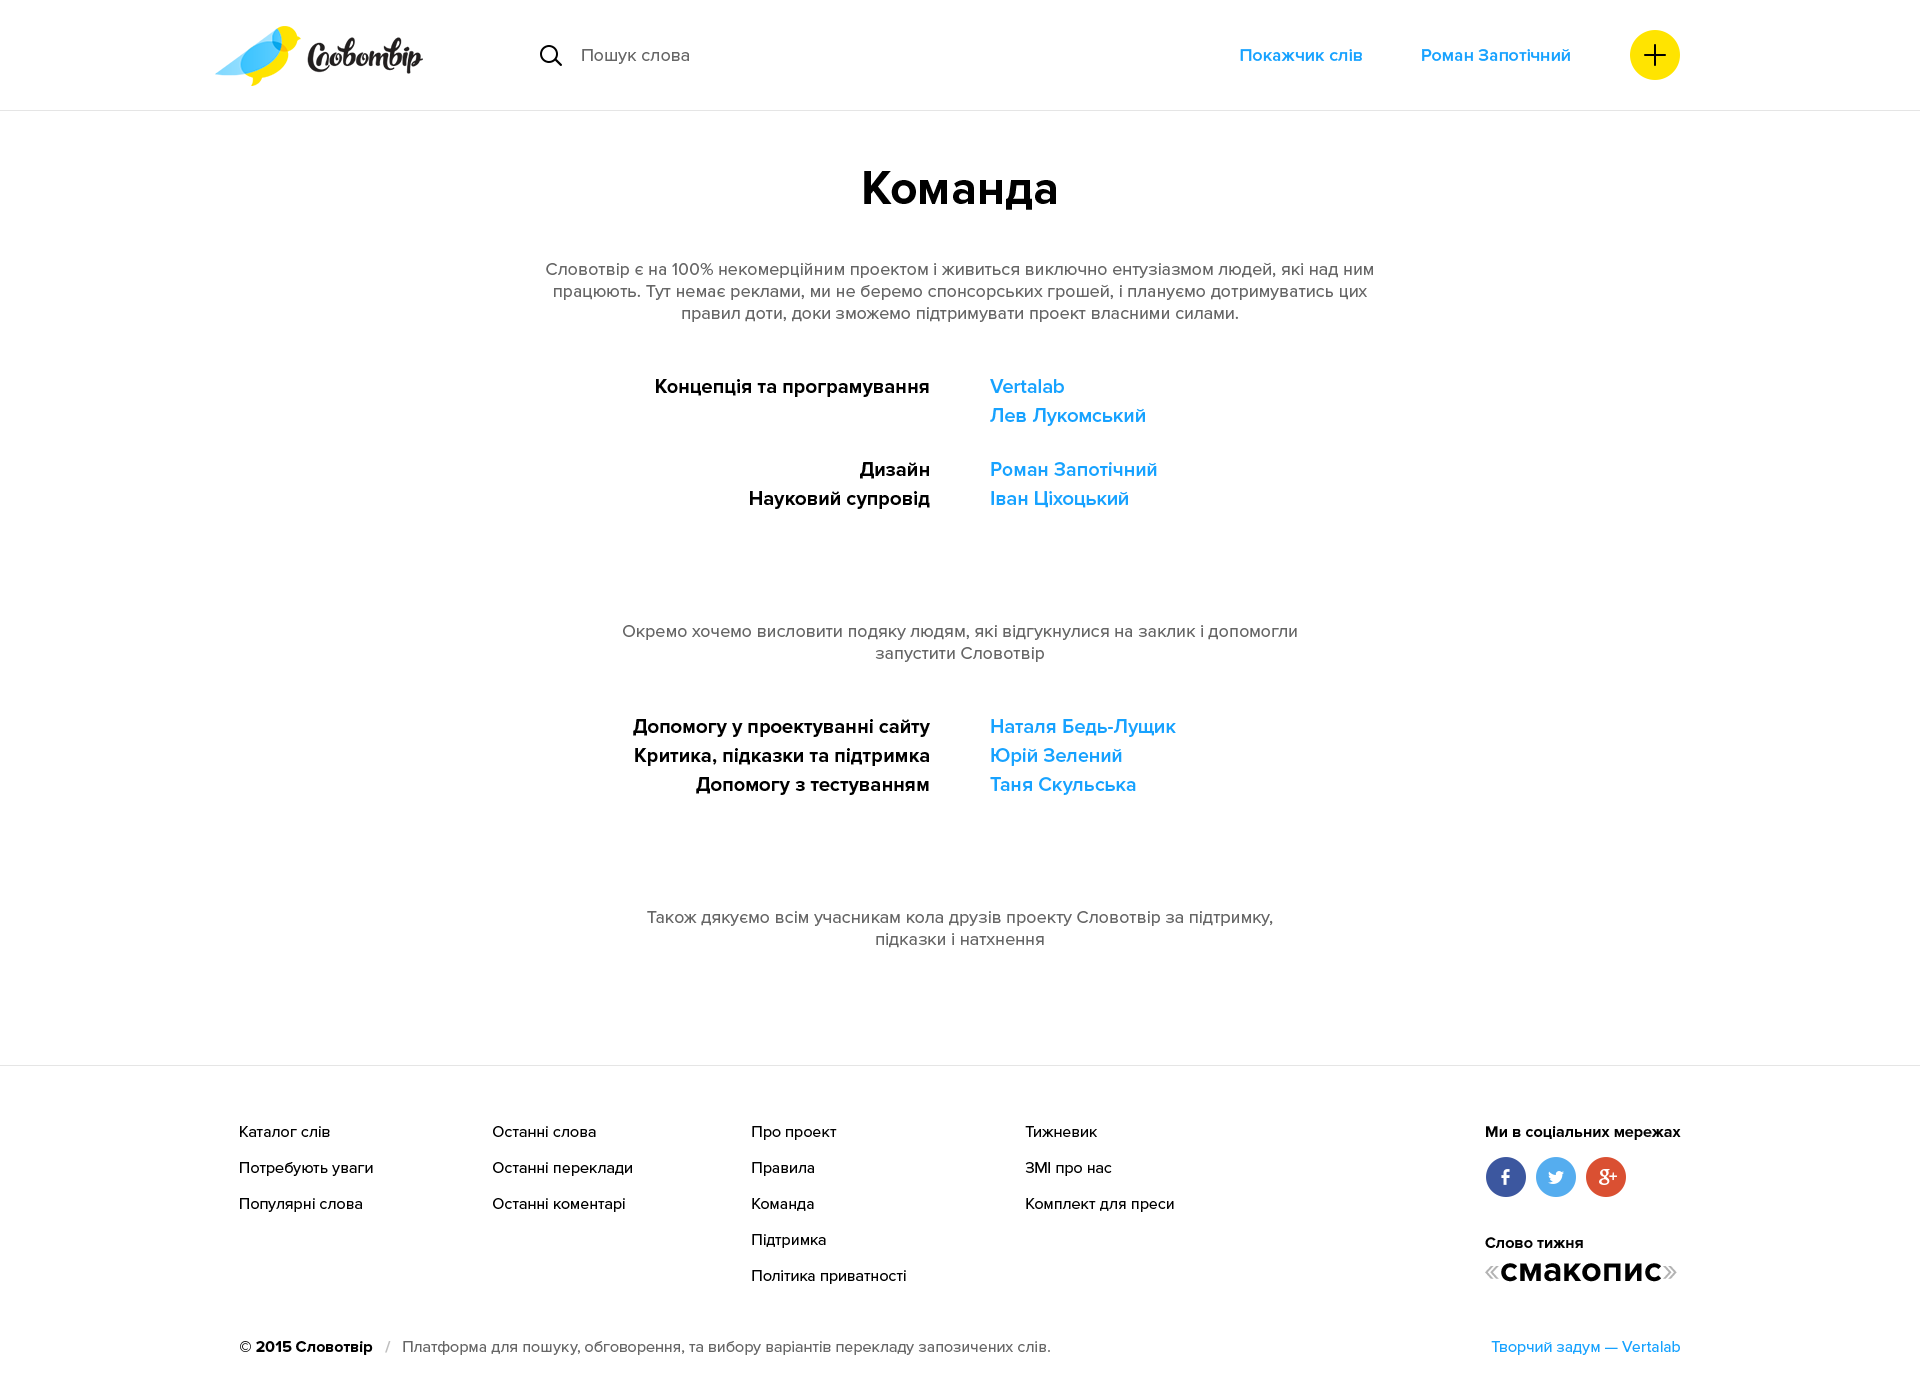 Словотвір
Пошук слова
Покажчик слів
Роман Запотічний
Команда
Словотвір є на 100% некомерційним проектом і живиться виключно ентузіазмом людей, які над ним
працюють. Тут немає реклами, ми не беремо спонсорських грошей, і плануємо дотримуватись цих
правил доти, доки зможемо підтримувати проект власними силами.
Концепція та програмування
Vertalab
Лев Лукомський
Дизайн
Роман Запотічний
Науковий супровід
Іван Ціхоцький
Окремо хочемо висловити подяку людям, які відгукнулися на заклик і допомогли
запустити Словотвір
Допомогу у проектуванні сайту
Наталя Бедь-Лущик
Критика, підказки та підтримка
Юрій Зелений
Допомогу з тестуванням
Таня Скульська
Також дякуємо всім учасникам кола друзів проекту Словотвір за підтримку,
підказки і натхнення
Каталог слів
Потребують уваги
Популярні слова
Останні слова
Останні переклади
Останні коментарі
Про проект
Правила
Команда
Підтримка
Політика приватності
Тижневик
ЗМІ про нас
Комплект для преси
Ми в соціальних мережах
Слово тижня
«смакопис»
© 2015 Словотвір / Платформа для пошуку, обговорення, та вибору варіантів перекладу запозичених слів.
Творчий задум — Vertalab